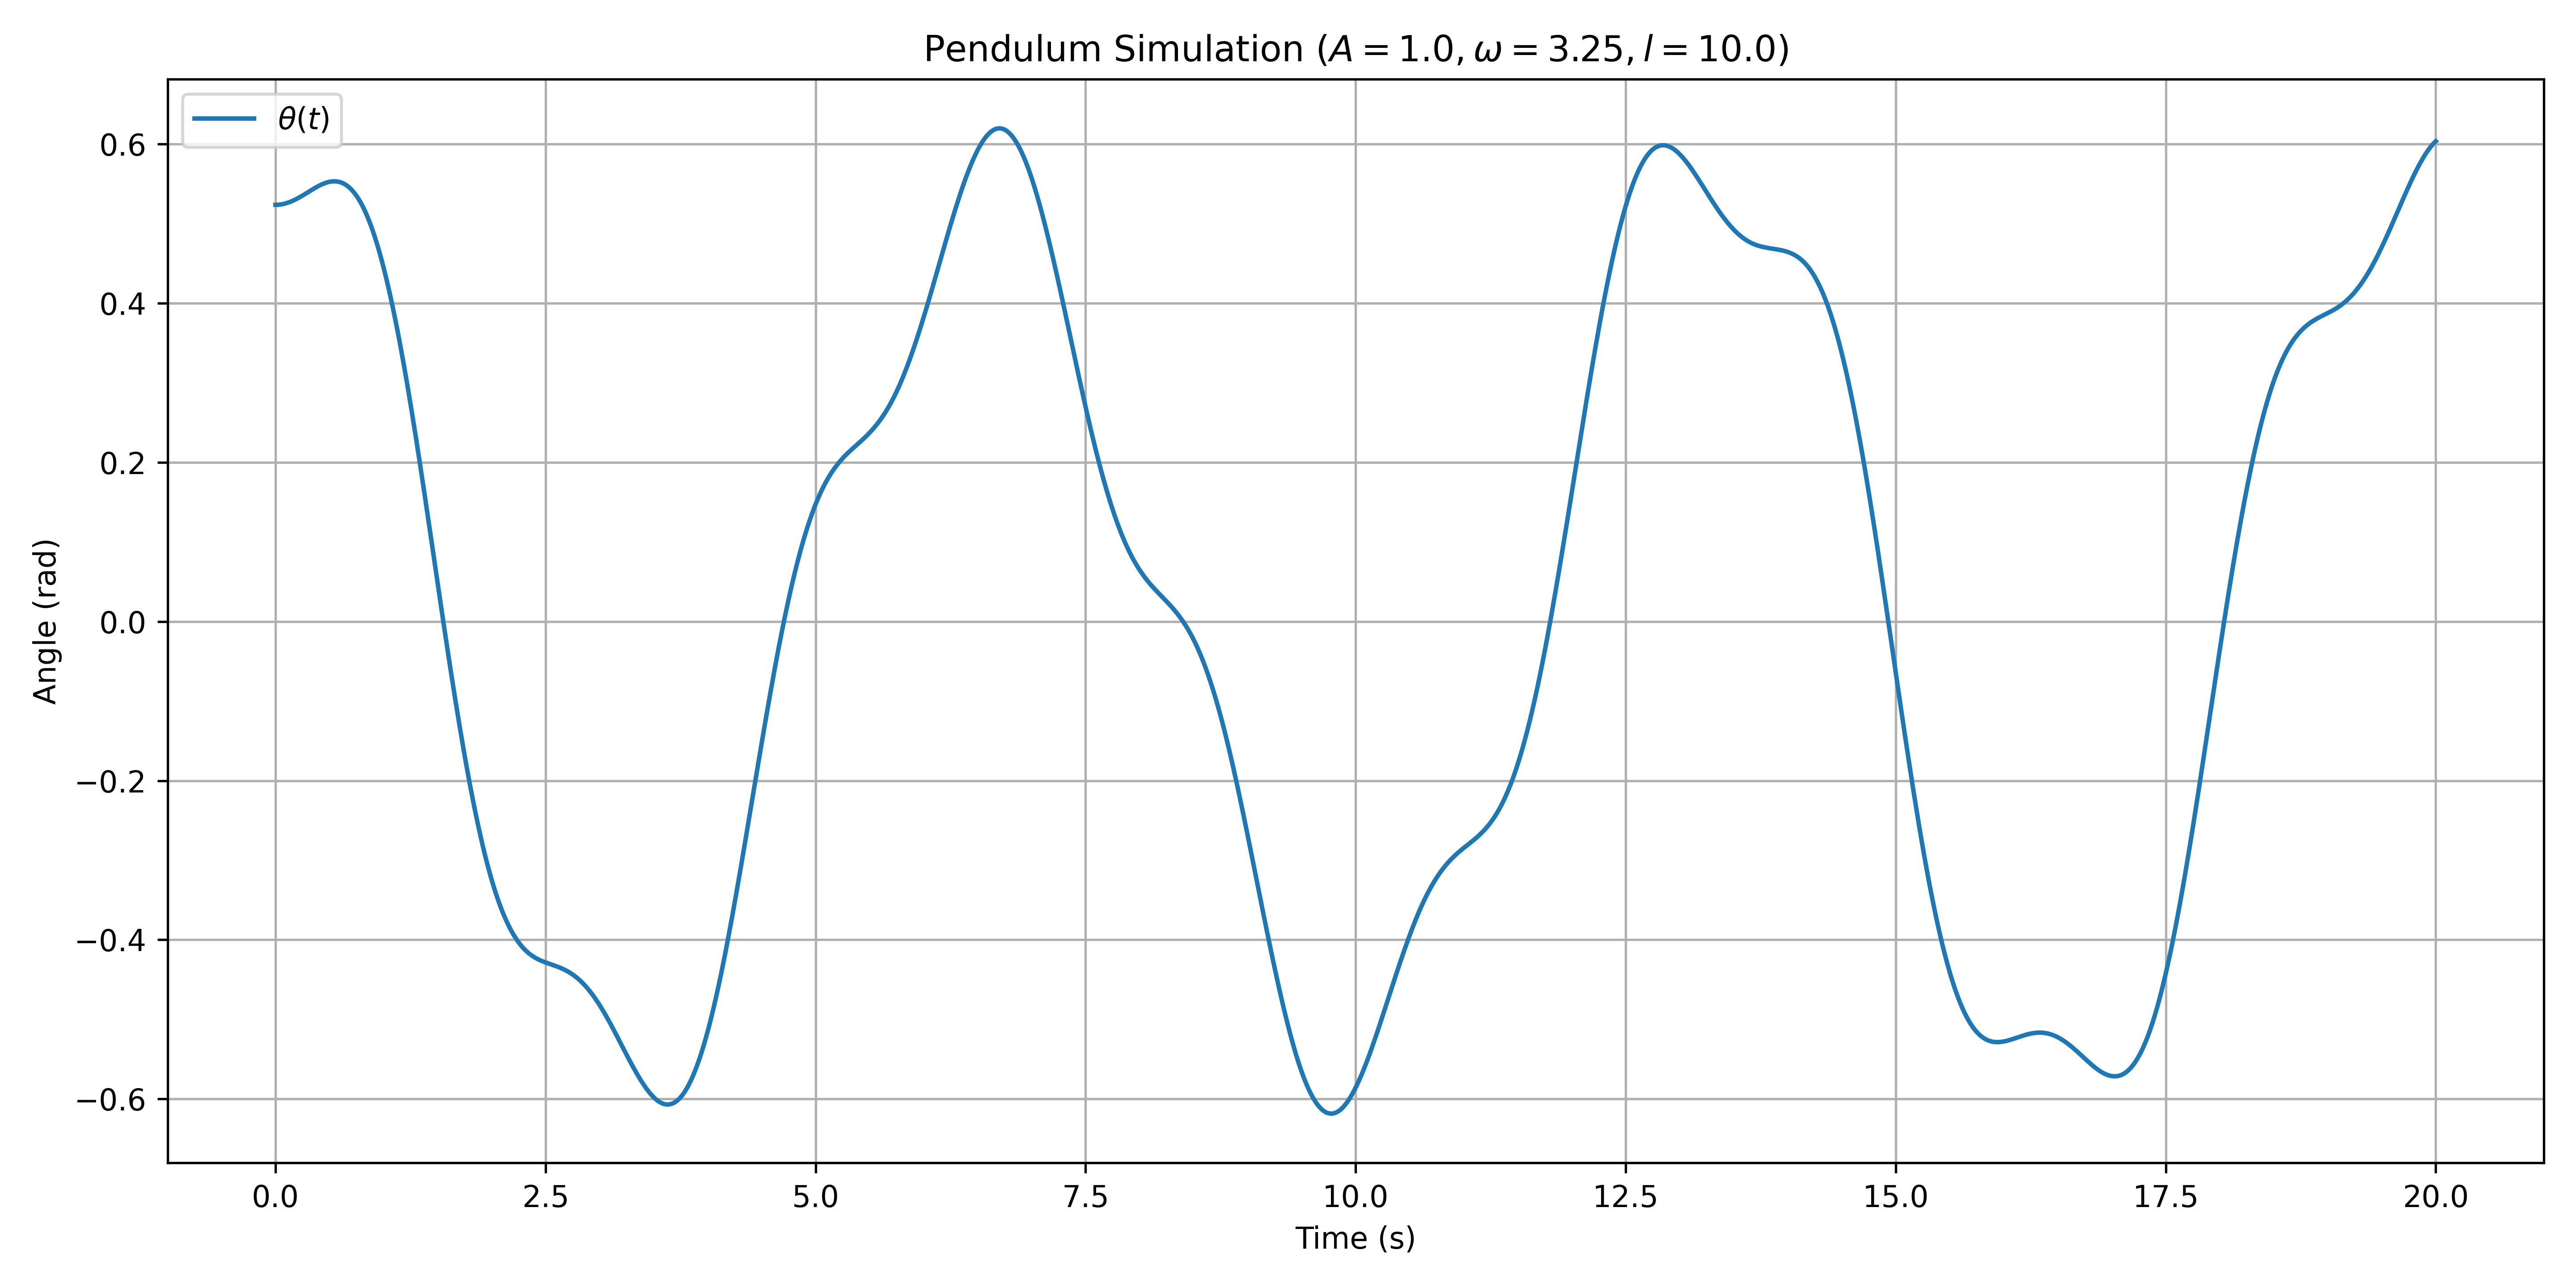 Pendulum Simulation (A = 1.0, ω = 3.25, l = 10.0)
θ(t)
0.6
0.4
0.2
0.0
−0.2
−0.4
−0.6
Angle (rad)
0.0 2.5 5.0 7.5 10.0 12.5 15.0 17.5 20.0
Time (s)